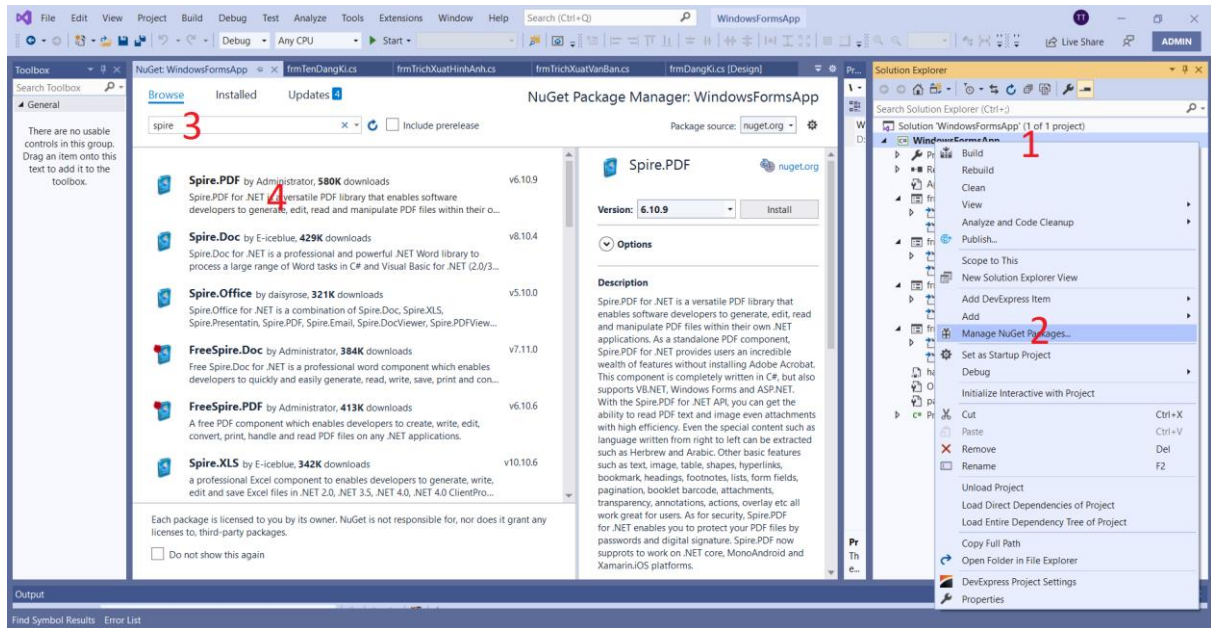 File Edit View Project Build Debug Test Analyze Tools Extensions Window Help Search (Ctrl+Q) WindowsFormsApp TT
Debug Any CPU Start Live Share ADMIN
Toolbox
Search Toolbox
General
There are no usable
controls in this group.
Drag an item onto this
text to add it to the
toolbox.
NuGet: WindowsFormsApp frmTenDangKi.cs frmTrichXuatHinhAnh.cs frmTrichXuatVanBan.cs frmDangKi.cs [Design]
Browse Installed Updates 4
NuGet Package Manager: WindowsFormsApp
spire 3 Include prerelease
Package source: nuget.org
Spire.PDF by Administrator, 580K downloads v6.10.9
4
Spire.PDF for .NET is a versatile PDF library that enables software
developers to generate, edit, read and manipulate PDF files within their o...
Spire.Doc by E-iceblue, 429K downloads v8.10.4
Spire.Doc for .NET is a professional and powerful .NET Word library to
process a large range of Word tasks in C# and Visual Basic for .NET (2.0/3...
Spire.Office by daisyrose, 321K downloads v5.10.0
Spire.Office for .NET is a combination of Spire.Doc, Spire.XLS,
Spire.Presentatin, Spire.PDF, Spire.Email, Spire.DocViewer, Spire.PDFView...
FreeSpire.Doc by Administrator, 384K downloads v7.11.0
Free Spire.Doc for .NET is a professional word component which enables
developers to quickly and easily generate, read, write, save, print and con...
FreeSpire.PDF by Administrator, 413K downloads v6.10.6
A free PDF component which enables developers to create, write, edit,
convert, print, handle and read PDF files on any .NET applications.
Spire.XLS by E-iceblue, 342K downloads v10.10.6
a professional Excel component to enables developers to generate, write,
edit and save Excel files in .NET 2.0, .NET 3.5, .NET 4.0, .NET 4.0 ClientPro...
Each package is licensed to you by its owner. NuGet is not responsible for, nor does it grant any
licenses to, third-party packages.
Do not show this again
Spire.PDF nuget.org
Version: 6.10.9 Install
Options
Description
Spire.PDF for .NET is a versatile PDF library that
enables software developers to generate, edit, read
and manipulate PDF files within their own .NET
applications. As a standalone PDF component,
Spire.PDF for .NET provides users an incredible
wealth of features without installing Adobe Acrobat.
This component is completely written in C#, but also
supports VB.NET, Windows Forms and ASP.NET.
With the Spire.PDF for .NET API, you can get the
ability to read PDF text and image even attachments
with high efficiency. Even the special content such as
language written from right to left can be extracted
such as Herbrew and Arabic. Other basic features
such as text, image, table, shapes, hyperlinks,
bookmark, headings, footnotes, lists, form fields,
pagination, booklet barcode, attachments,
transparency, annotations, actions, overlay etc all
work great for users. As for security, Spire.PDF
for .NET enables you to protect your PDF files by
passwords and digital signature. Spire.PDF now
supprots to work on .NET core, MonoAndroid and
Xamarin.iOS platforms.
Pr...
W
D:
Pr
Th
e...
Solution Explorer
Search Solution Explorer (Ctrl+;)
Solution 'WindowsFormsApp' (1 of 1 project)
WindowsFormsApp 1
Build
Rebuild
Clean
View
Analyze and Code Cleanup
Publish...
Scope to This
New Solution Explorer View
Add DevExpress Item
Add
Manage NuGet Packages... 2
Set as Startup Project
Debug
Initialize Interactive with Project
Cut Ctrl+X
Paste Ctrl+V
Remove Del
Rename F2
Unload Project
Load Direct Dependencies of Project
Load Entire Dependency Tree of Project
Copy Full Path
Open Folder in File Explorer
DevExpress Project Settings
Properties
Output
Find Symbol Results Error List